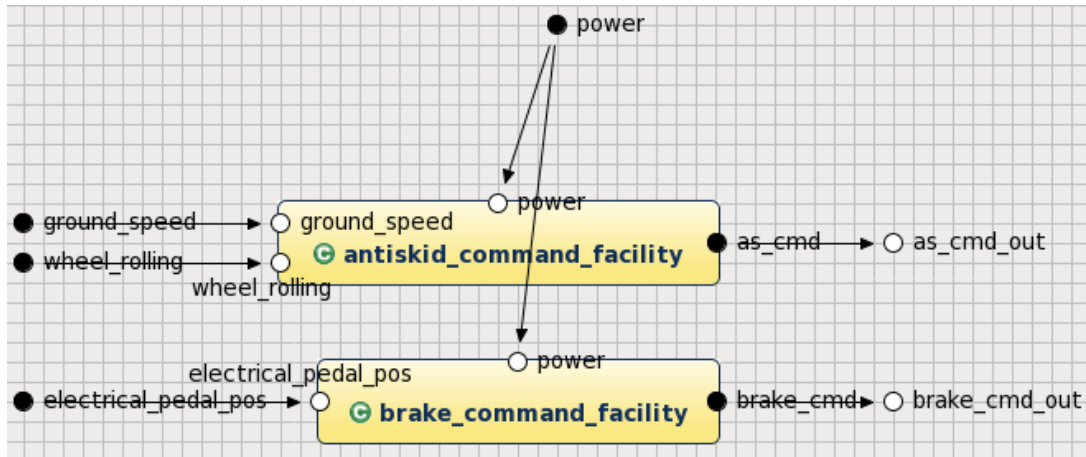 power
ground_speed
ground_speed
power
wheel_rolling
C antiskid_command_facility
as_cmd
as_cmd_out
wheel_rolling
electrical_pedal_pos
power
electrical_pedal_pos
C brake_command_facility
brake_cmd
brake_cmd_out